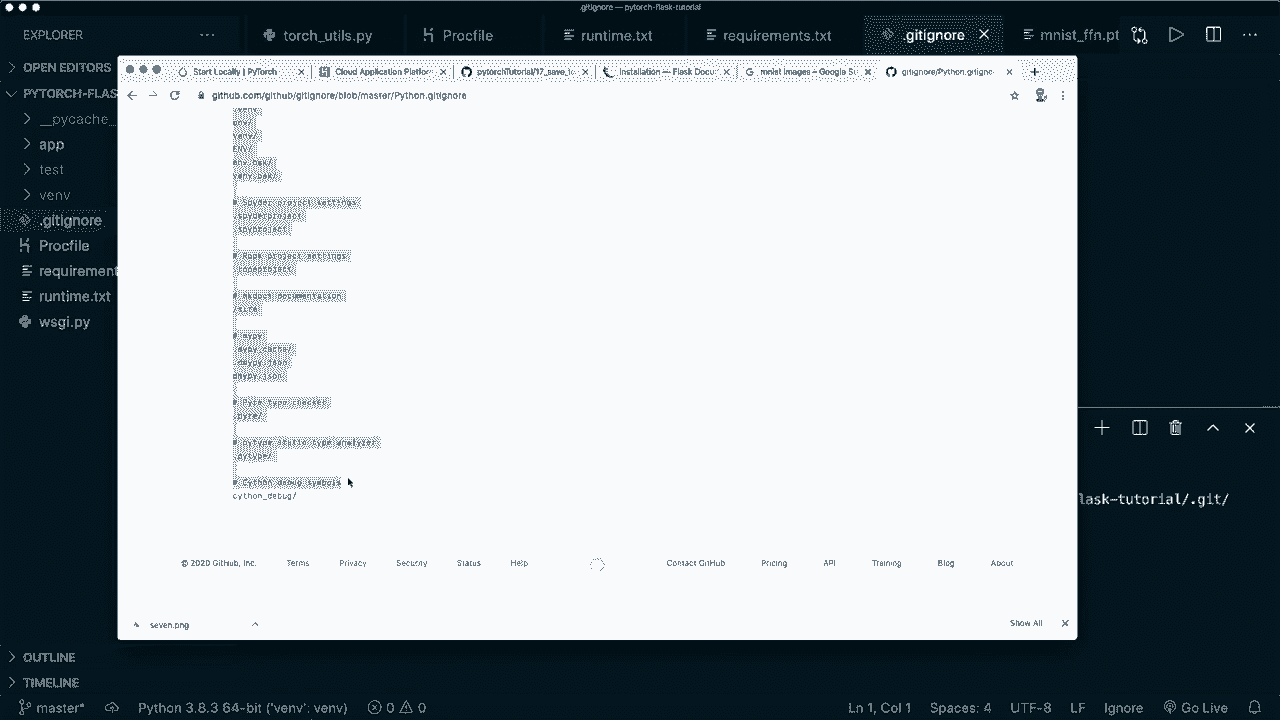 .gitignore — pytorch-flask-tutorial
EXPLORER
torch_utils.py
Procfile
runtime.txt
requirements.txt
.gitignore
mnist_ffn.pt
OPEN EDITORS
PYTORCH-FLAS
__pycache_
app
test
venv
.gitignore
Procfile
requirement
runtime.txt
wsgi.py
Start Locally | PyTorch
Cloud Application Platfor
pytorchTutorial/17_save_lo
Installation — Flask Docu
mnist images - Google S
gitignore/Python.gitigno
github.com/github/gitignore/blob/master/Python.gitignore
.venv
env/
venv/
ENV/
env.bak/
venv.bak/
# Spyder project settings
.spyderproject
.spyproject
# Rope project settings
.ropeproject
# mkdocs documentation
/site
# mypy
.mypy_cache/
.dmypy.json
dmypy.json
# Pyre type checker
.pyre/
# pytype static type analyzer
.pytype/
# Cython debug symbols
cython_debug/
© 2020 GitHub, Inc.
Terms
Privacy
Security
Status
Help
Contact GitHub
Pricing
API
Training
Blog
About
seven.png
Show All
lask-tutorial/.git/
OUTLINE
TIMELINE
master*
Python 3.8.3 64-bit ('venv': venv)
0
0
Ln 1, Col 1
Spaces: 4
UTF-8
LF
Ignore
Go Live